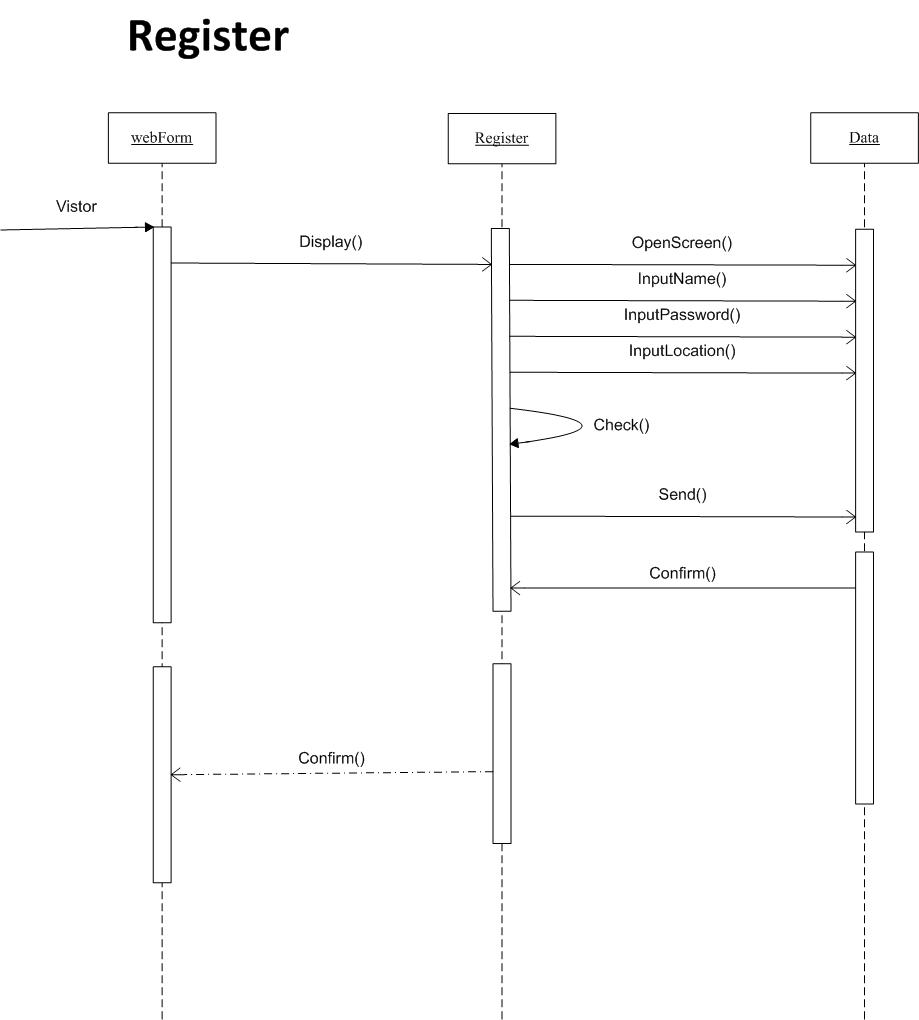 Register
webForm
Register
Data
Vistor
Display()
OpenScreen()
InputName()
InputPassword()
InputLocation()
Check()
Send()
Confirm()
Confirm()